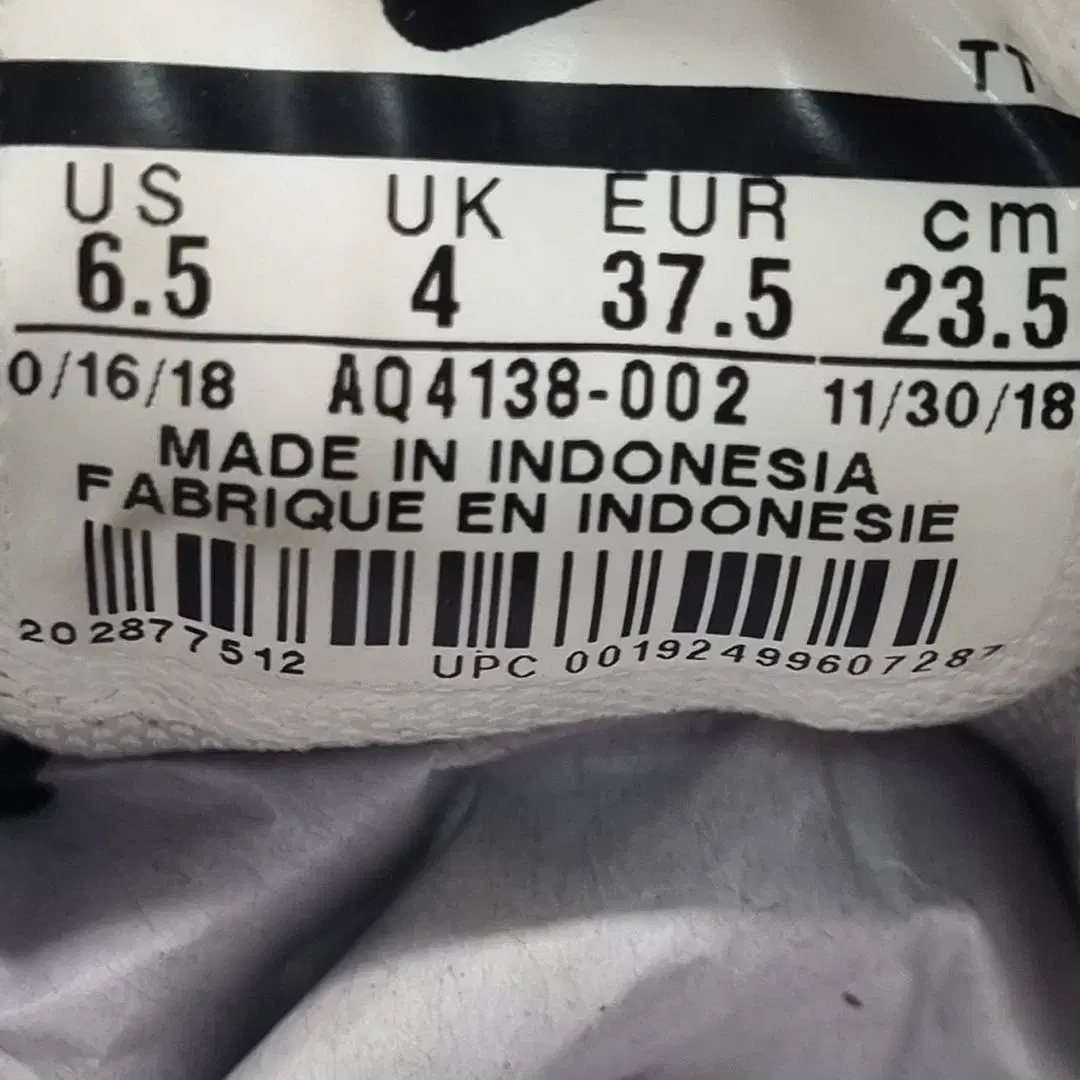 US UK EUR cm
6.5 4 37.5 23.5
0/16/18 AQ4138-002 11/30/18
MADE IN INDONESIA
FABRIQUE EN INDONESIE
202877512 UPC 00192499607287